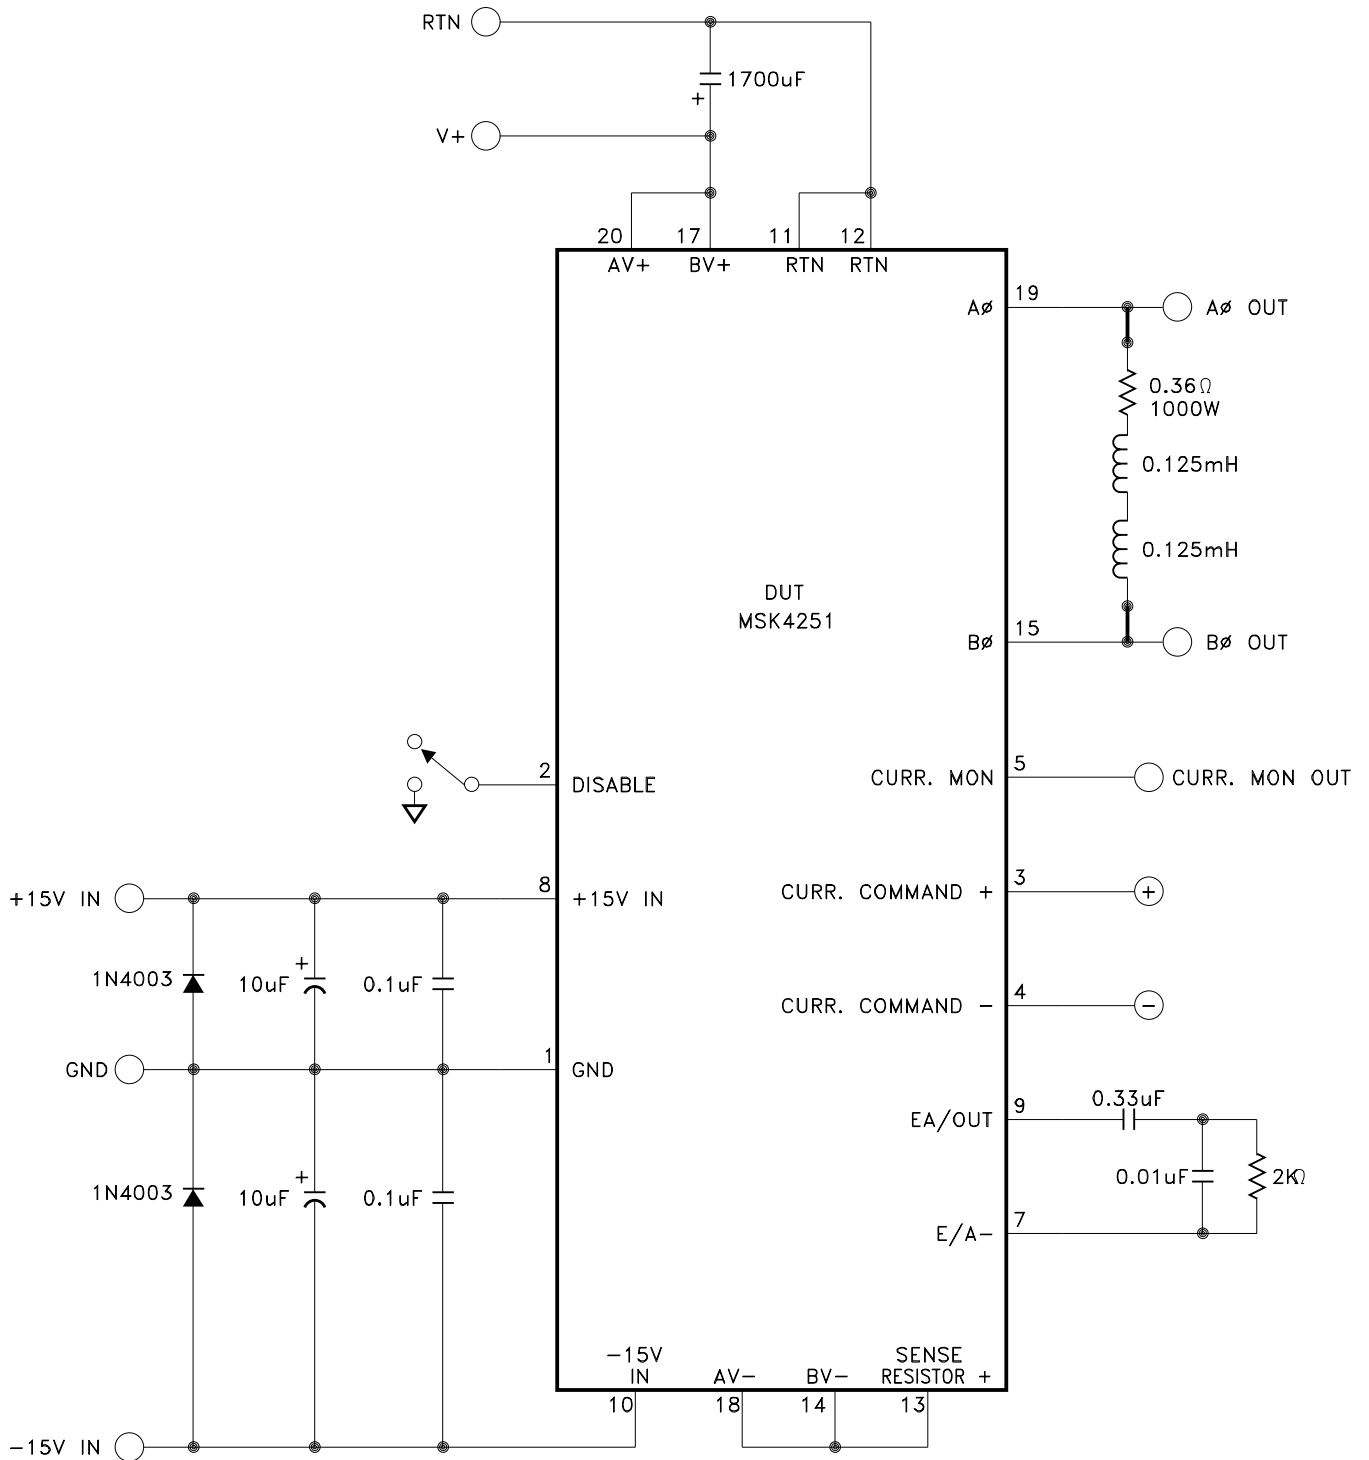 RTN
1700uF
+
V+
20
17
11
12
AV+
BV+
RTN
RTN
AØ
19
AØ OUT
0.36Ω
1000W
0.125mH
0.125mH
DUT
MSK4251
BØ
15
BØ OUT
2
DISABLE
CURR. MON
5
CURR. MON OUT
+15V IN
8
+15V IN
CURR. COMMAND +
3
+
1N4003
+
10uF
0.1uF
CURR. COMMAND -
4
-
GND
1
GND
EA/OUT
9
0.33uF
0.01uF
2KΩ
1N4003
+
10uF
0.1uF
E/A-
7
-15V
IN
AV-
BV-
SENSE
RESISTOR +
10
18
14
13
-15V IN